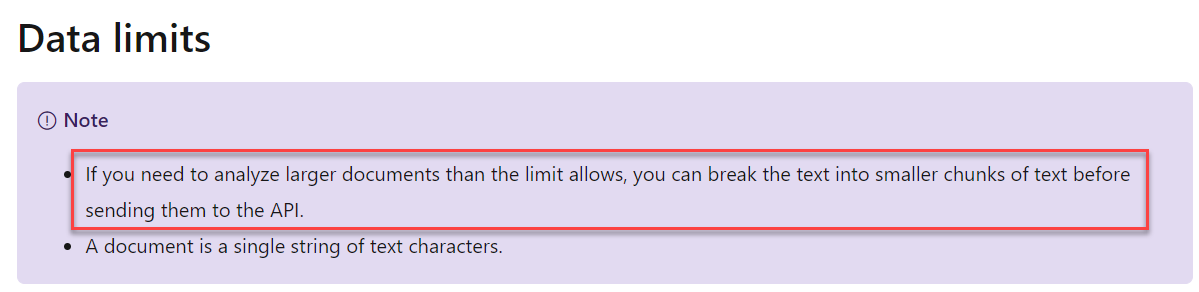 Data limits
Note
If you need to analyze larger documents than the limit allows, you can break the text into smaller chunks of text before
sending them to the API.
A document is a single string of text characters.